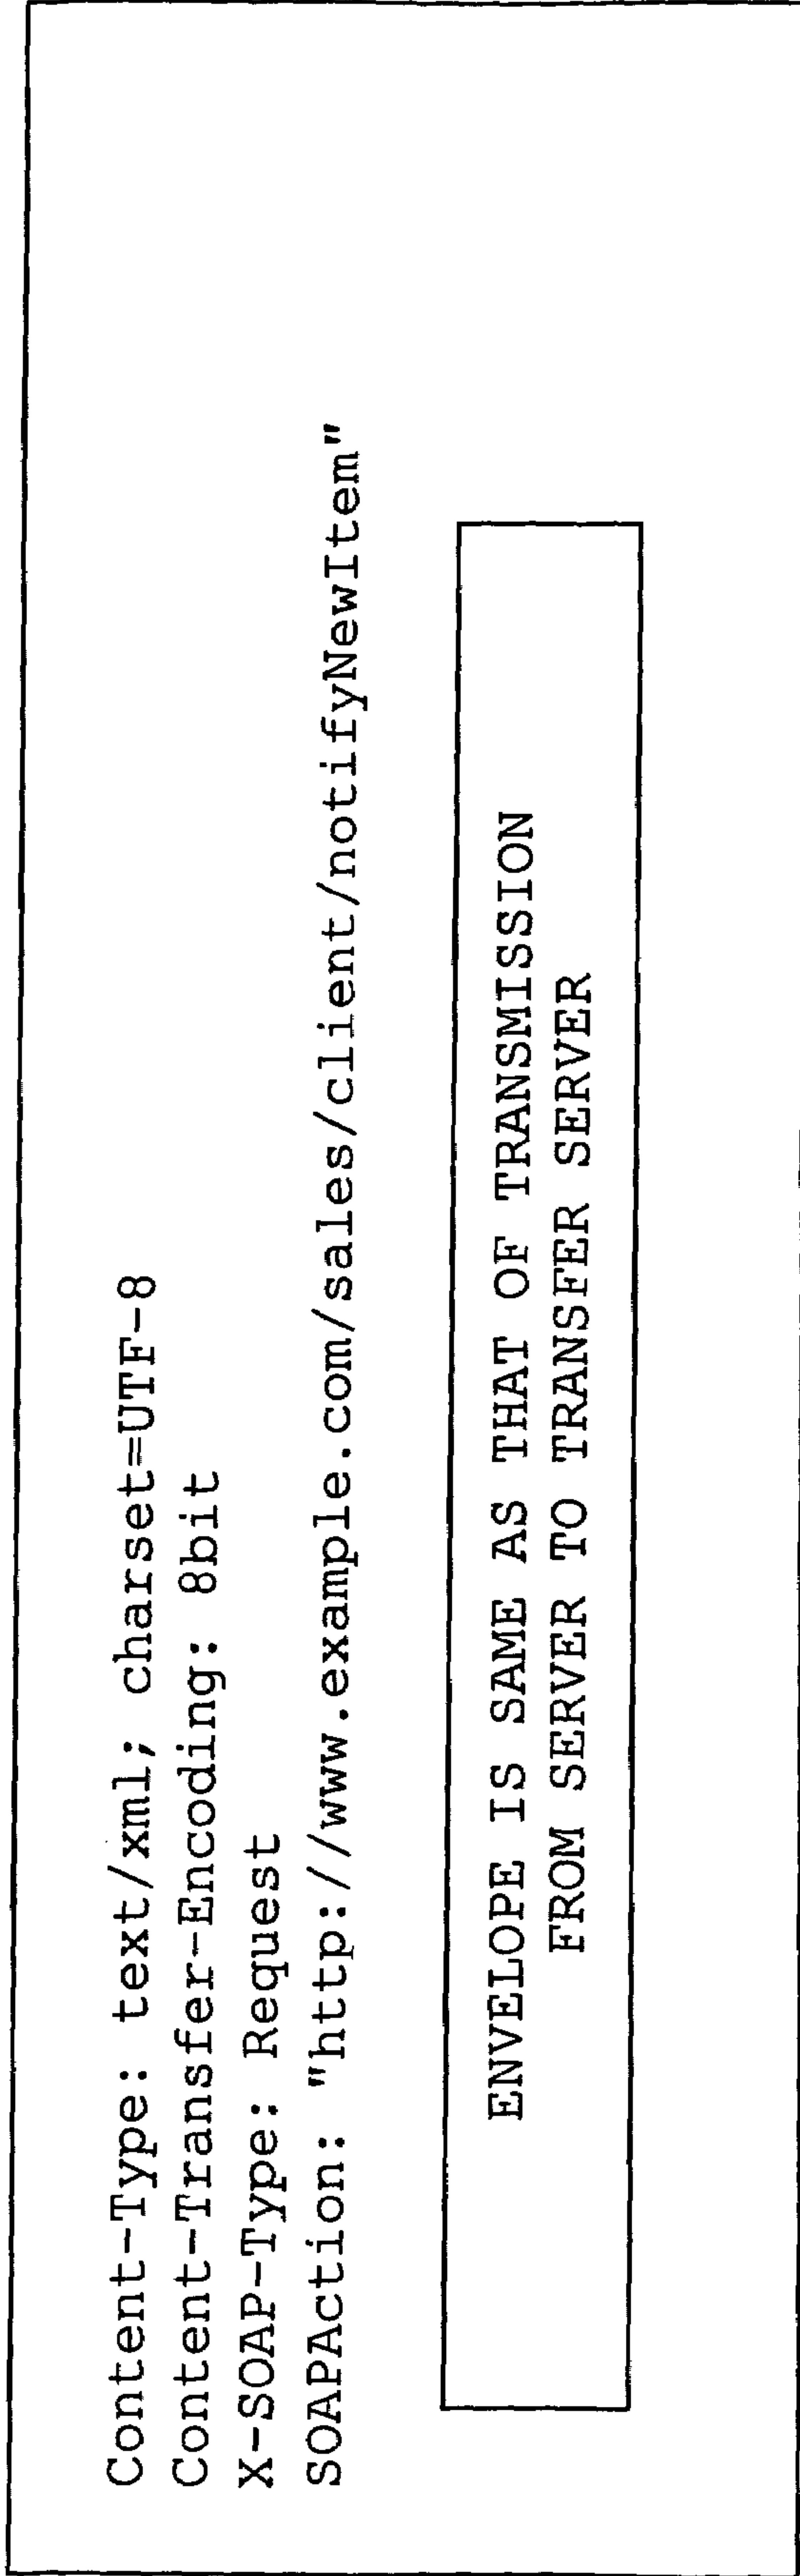 Content-Type: text/xml; charset=UTF-8
Content-Transfer-Encoding: 8bit
X-SOAP-Type: Request
SOAPAction: "http://www.example.com/sales/client/notifyNewItem"
ENVELOPE IS SAME AS THAT OF TRANSMISSION
FROM SERVER TO TRANSFER SERVER